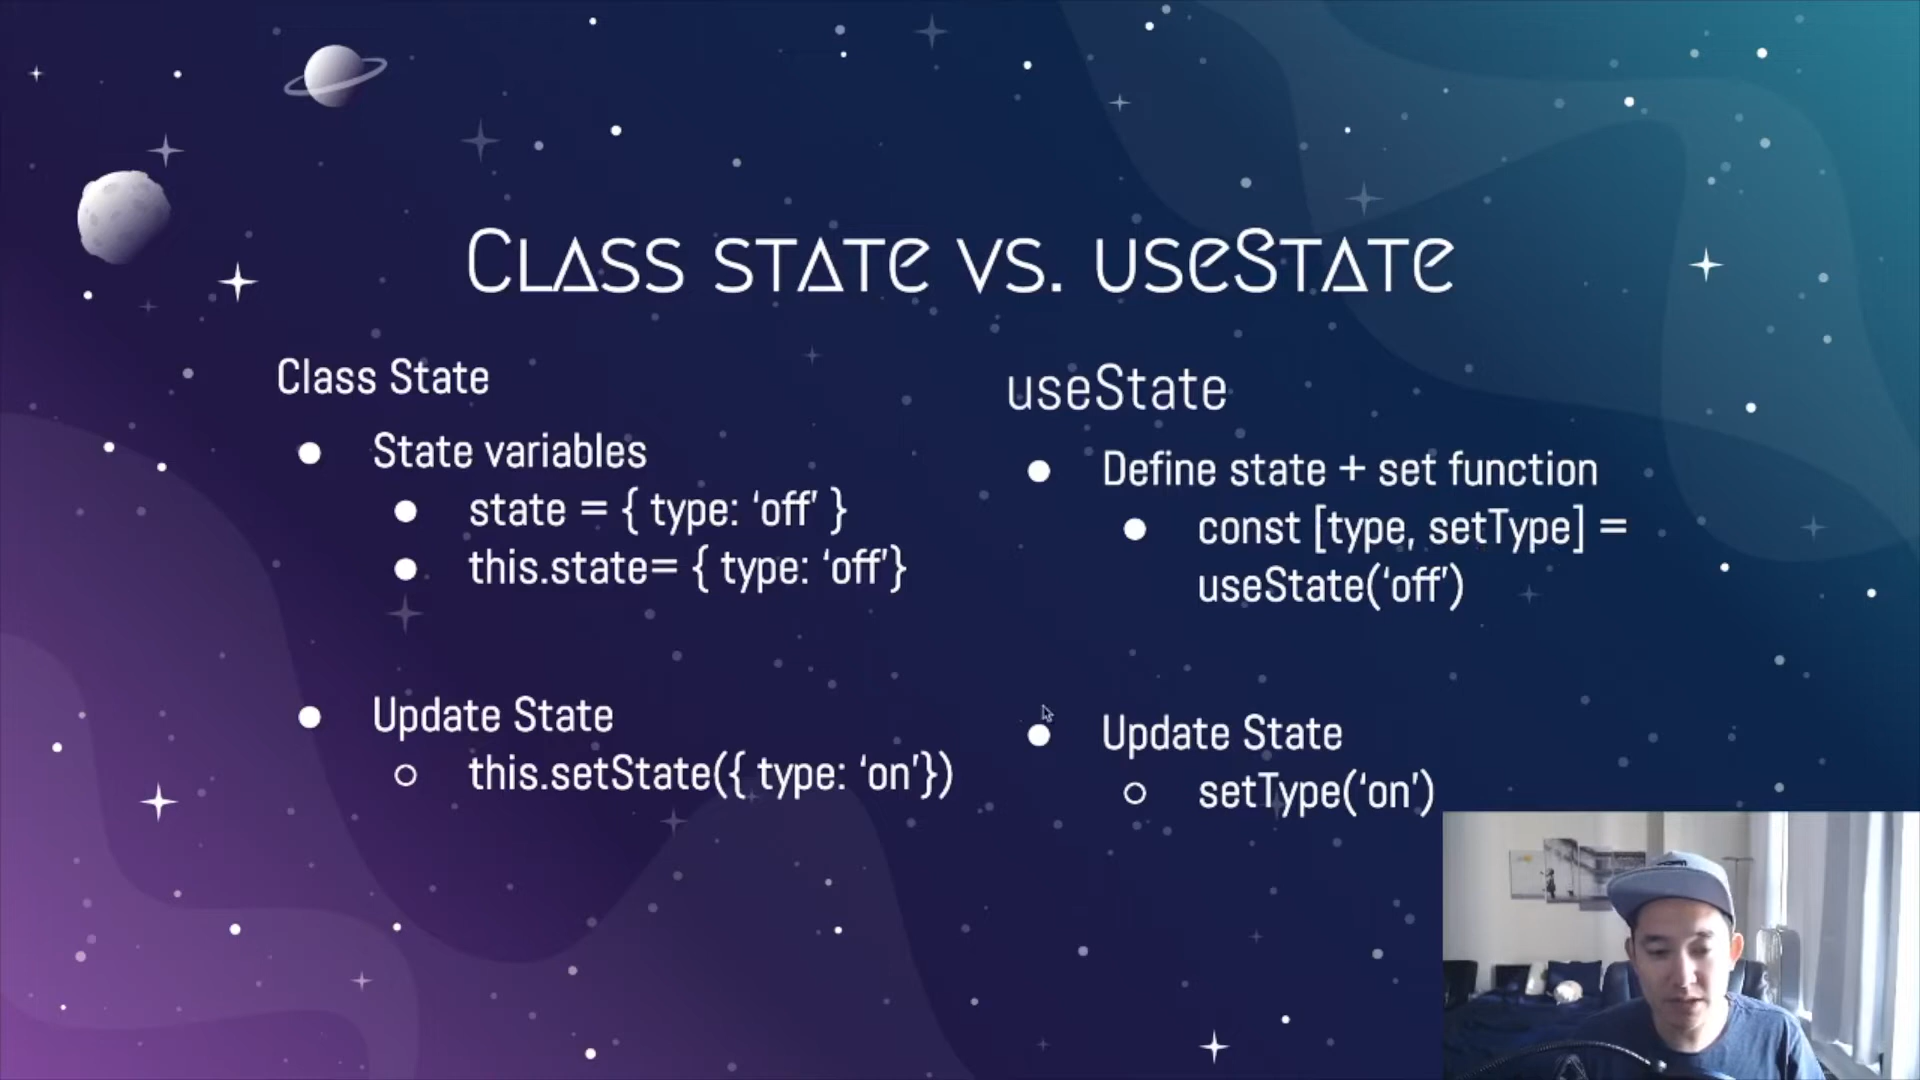 Class state vs. useState
Class State
● State variables
● state = { type: ‘off’ }
● this.state= { type: ‘off’}
● Update State
○ this.setState({ type: ‘on’})
useState
● Define state + set function
● const [type, setType] =
useState(‘off’)
● Update State
○ setType(‘on’)